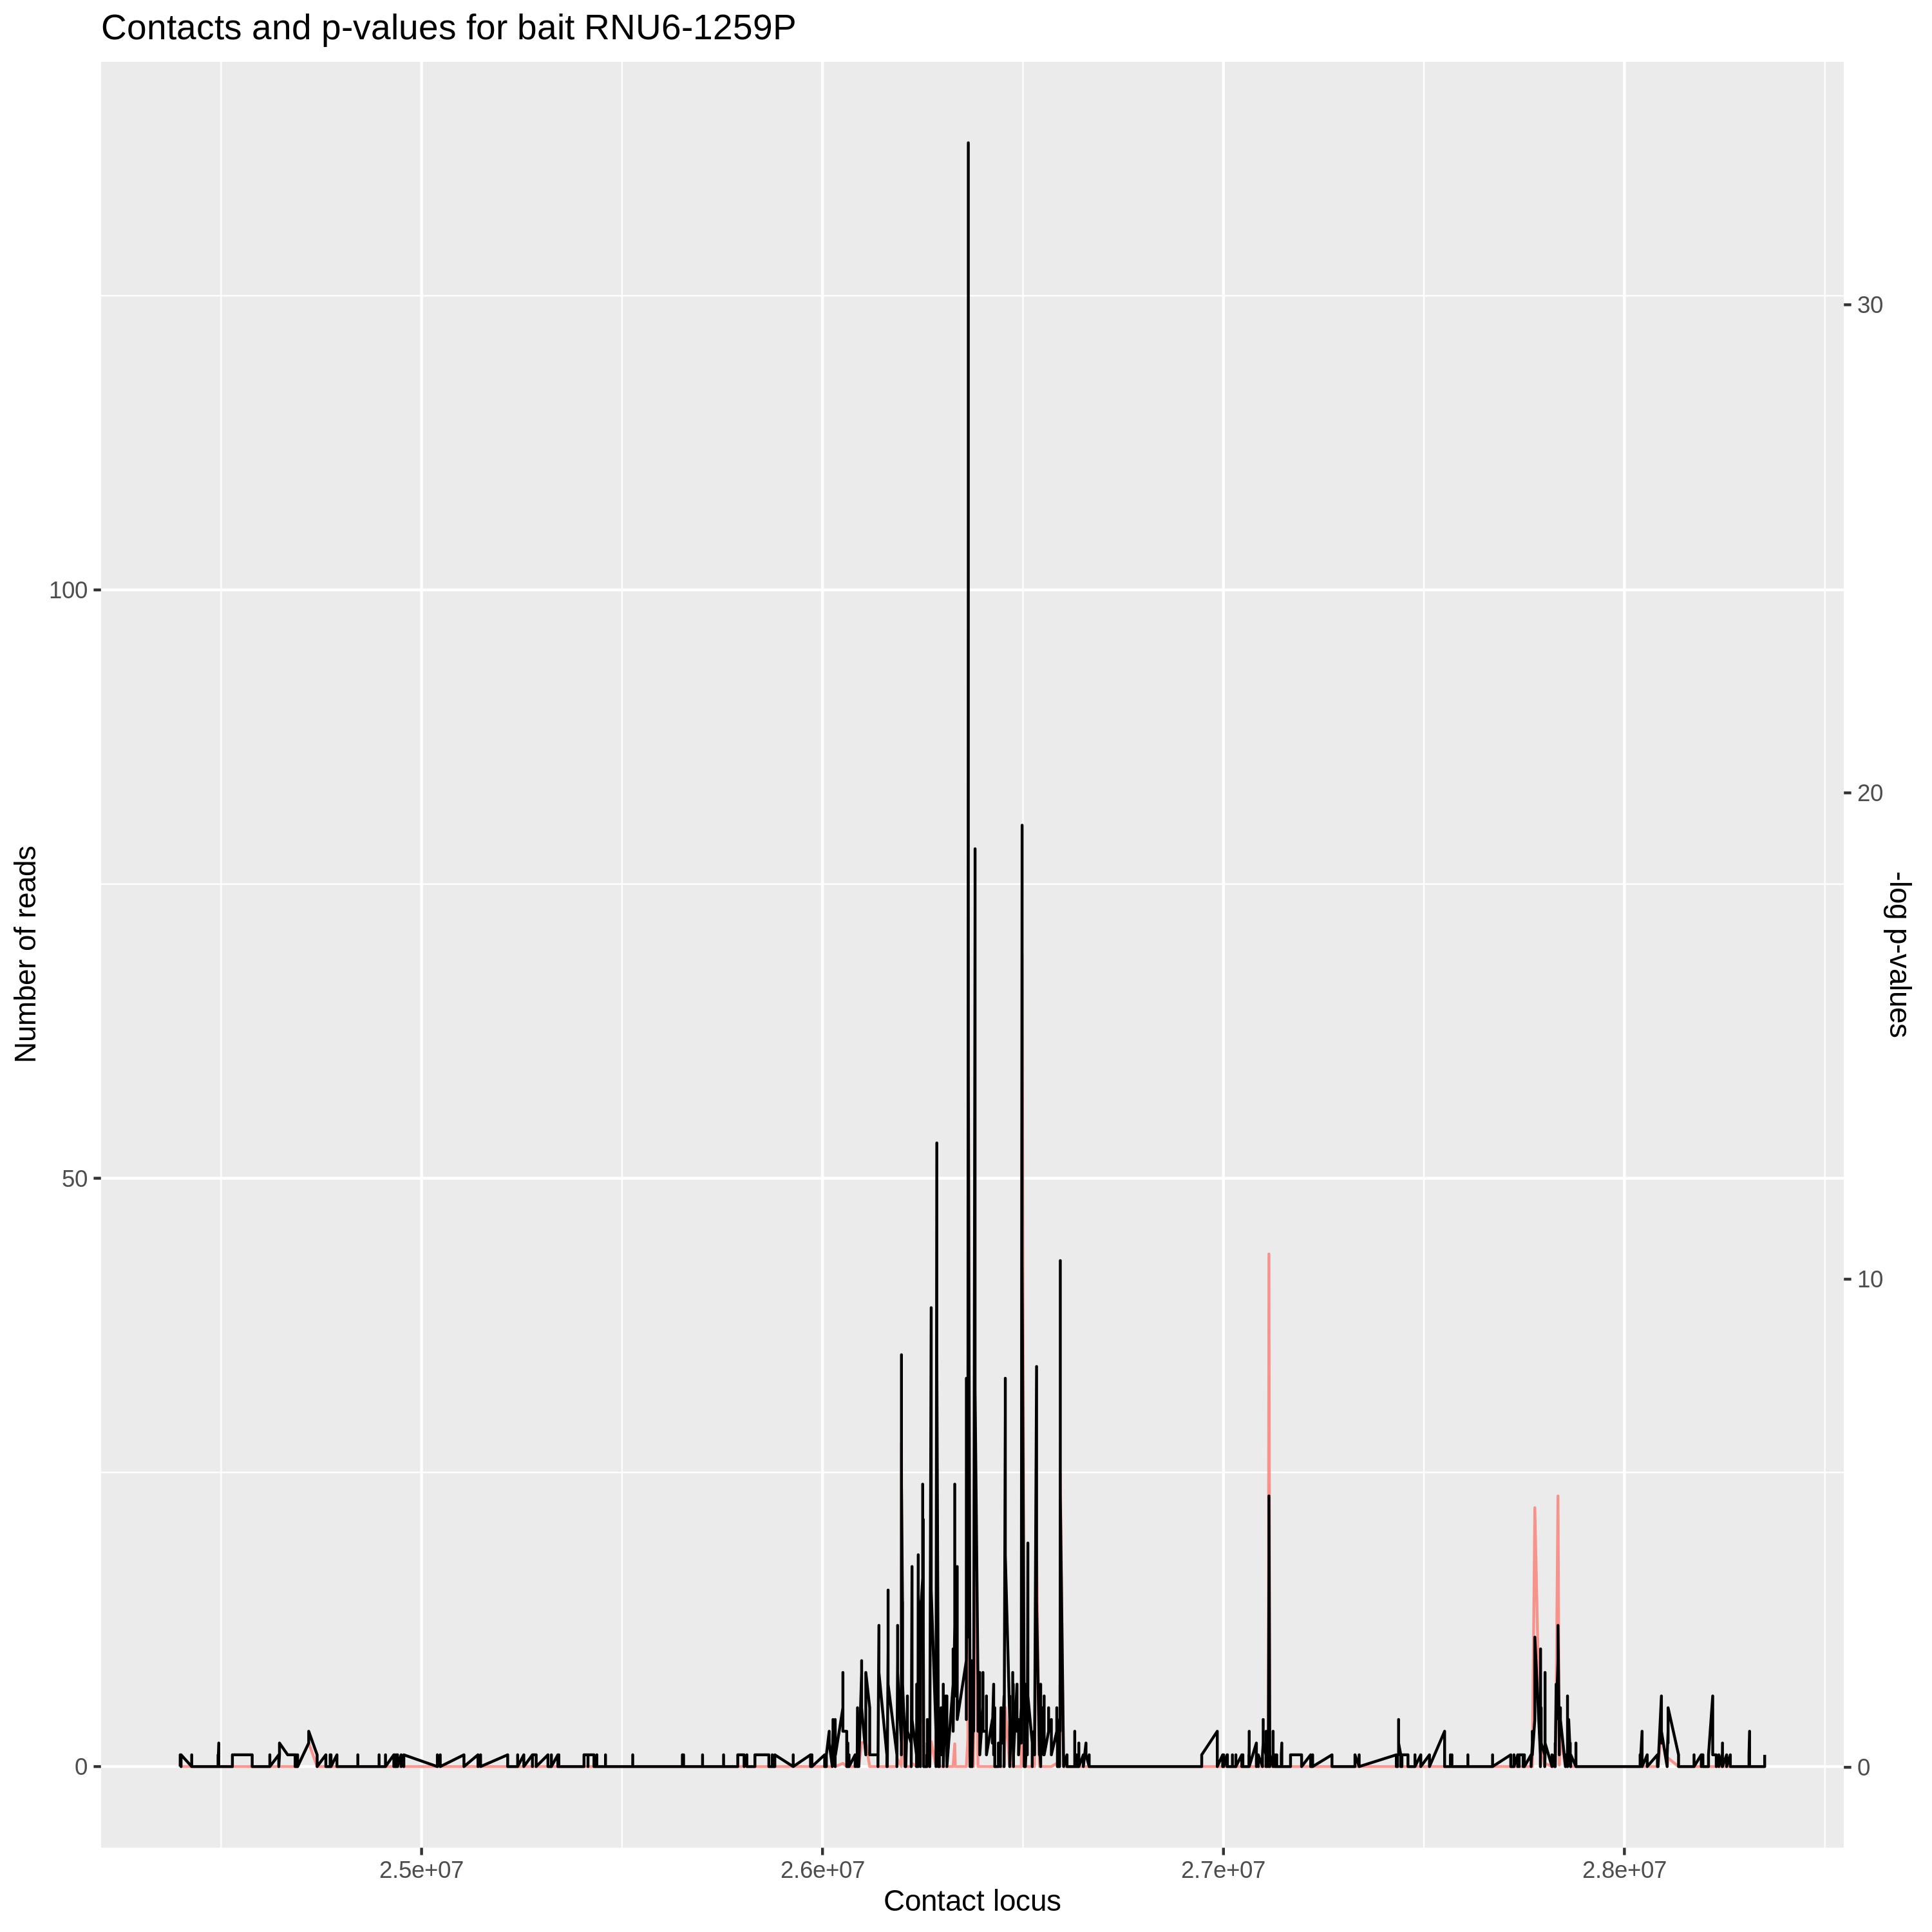 Contacts and p-values for bait RNU6-1259P
Number of reads
100
50
0
30
20
10
0
-log p-values
2.5e+07 2.6e+07 2.7e+07 2.8e+07
Contact locus